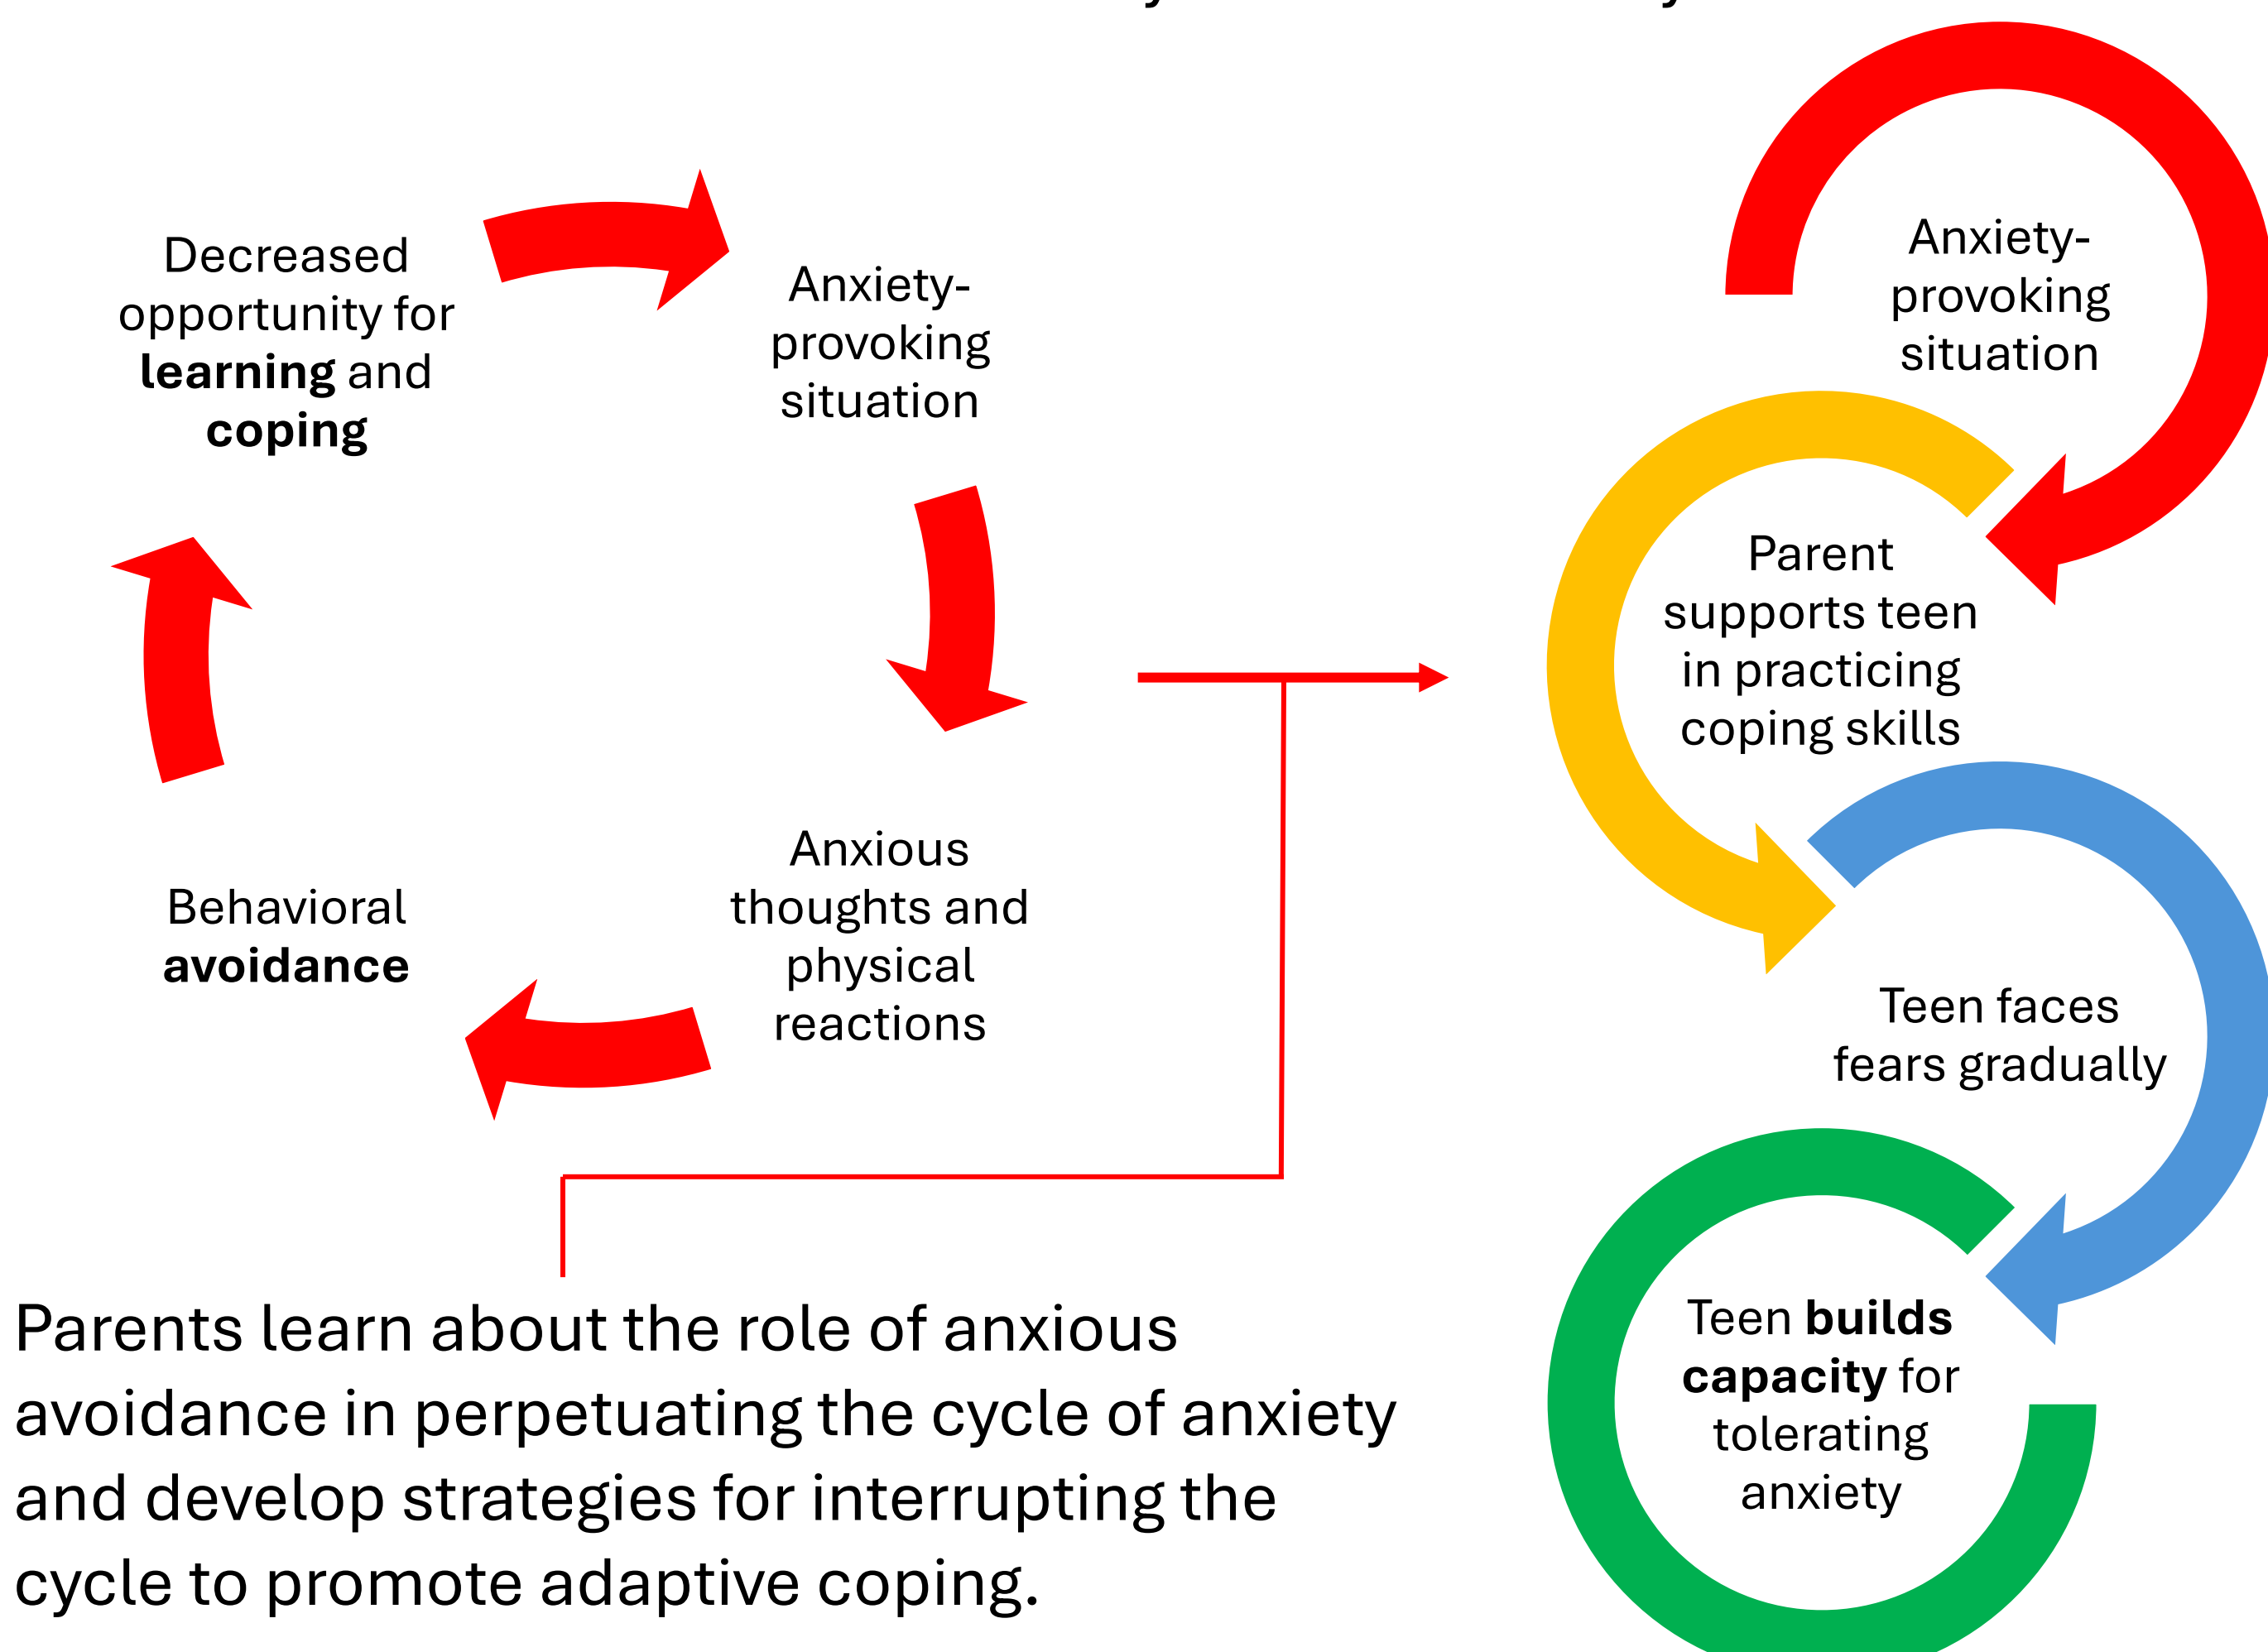 Decreased
opportunity for
learning and
coping
Anxiety-
provoking
situation
Anxious
thoughts and
physical
reactions
Behavioral
avoidance
Anxiety-
provoking
situation
Parent
supports teen
in practicing
coping skills
Teen faces
fears gradually
Teen builds
capacity for
tolerating
anxiety
Parents learn about the role of anxious
avoidance in perpetuating the cycle of anxiety
and develop strategies for interrupting the
cycle to promote adaptive coping.